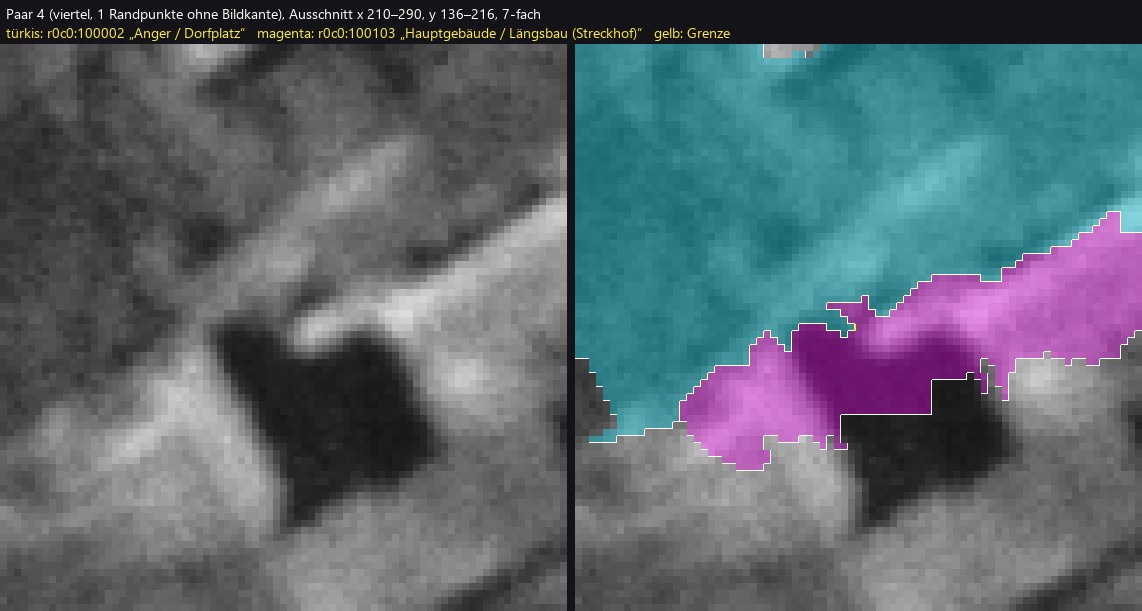 Paar 4 (viertel, 1 Randpunkte ohne Bildkante), Ausschnitt x 210–290, y 136–216, 7-fach
türkis: r0c0:100002 „Anger / Dorfplatz“ magenta: r0c0:100103 „Hauptgebäude / Längsbau (Streckhof)“ gelb: Grenze